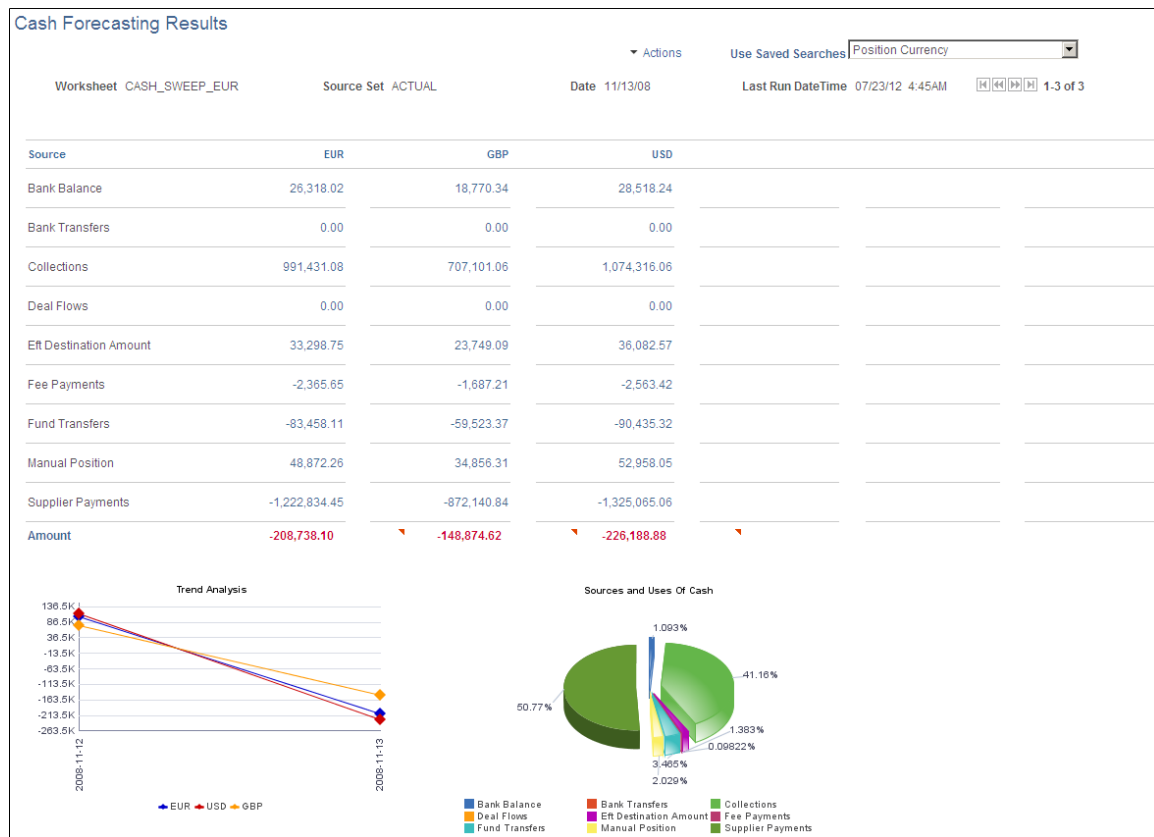 Cash Forecasting Results
Actions Use Saved Searches Position Currency
Worksheet CASH_SWEEP_EUR Source Set ACTUAL Date 11/13/08 Last Run DateTime 07/23/12 4:45AM 1-3 of 3
Source EUR GBP USD
Bank Balance 26,318.02 18,770.34 28,518.24
Bank Transfers 0.00 0.00 0.00
Collections 991,431.08 707,101.06 1,074,316.06
Deal Flows 0.00 0.00 0.00
Eft Destination Amount 33,298.75 23,749.09 36,082.57
Fee Payments -2,365.65 -1,687.21 -2,563.42
Fund Transfers -83,458.11 -59,523.37 -90,435.32
Manual Position 48,872.26 34,856.31 52,958.05
Supplier Payments -1,222,834.45 -872,140.84 -1,325,065.06
Amount -208,738.10 -148,874.62 -226,188.88
Trend Analysis
136.5K
86.5K
36.5K
-13.5K
-63.5K
-113.5K
-163.5K
-213.5K
-263.5K
2008-11-12
2008-11-13
EUR USD GBP
Sources and Uses Of Cash
1.093%
41.16%
50.77%
1.383%
0.09822%
3.465%
2.029%
Bank Balance Bank Transfers Collections
Deal Flows Eft Destination Amount Fee Payments
Fund Transfers Manual Position Supplier Payments